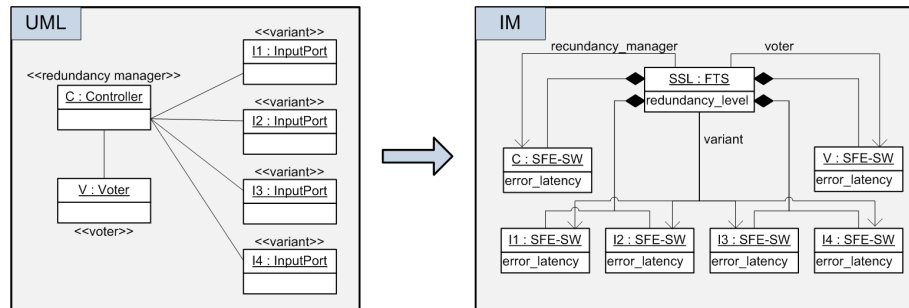 UML
<<redundancy manager>>
C : Controller
V : Voter
<<voter>>
<<variant>>
I1 : InputPort
<<variant>>
I2 : InputPort
<<variant>>
I3 : InputPort
<<variant>>
I4 : InputPort
IM
recundancy_manager
voter
SSL : FTS
redundancy_level
variant
C : SFE-SW
error_latency
V : SFE-SW
error_latency
I1 : SFE-SW
error_latency
I2 : SFE-SW
error_latency
I3 : SFE-SW
error_latency
I4 : SFE-SW
error_latency